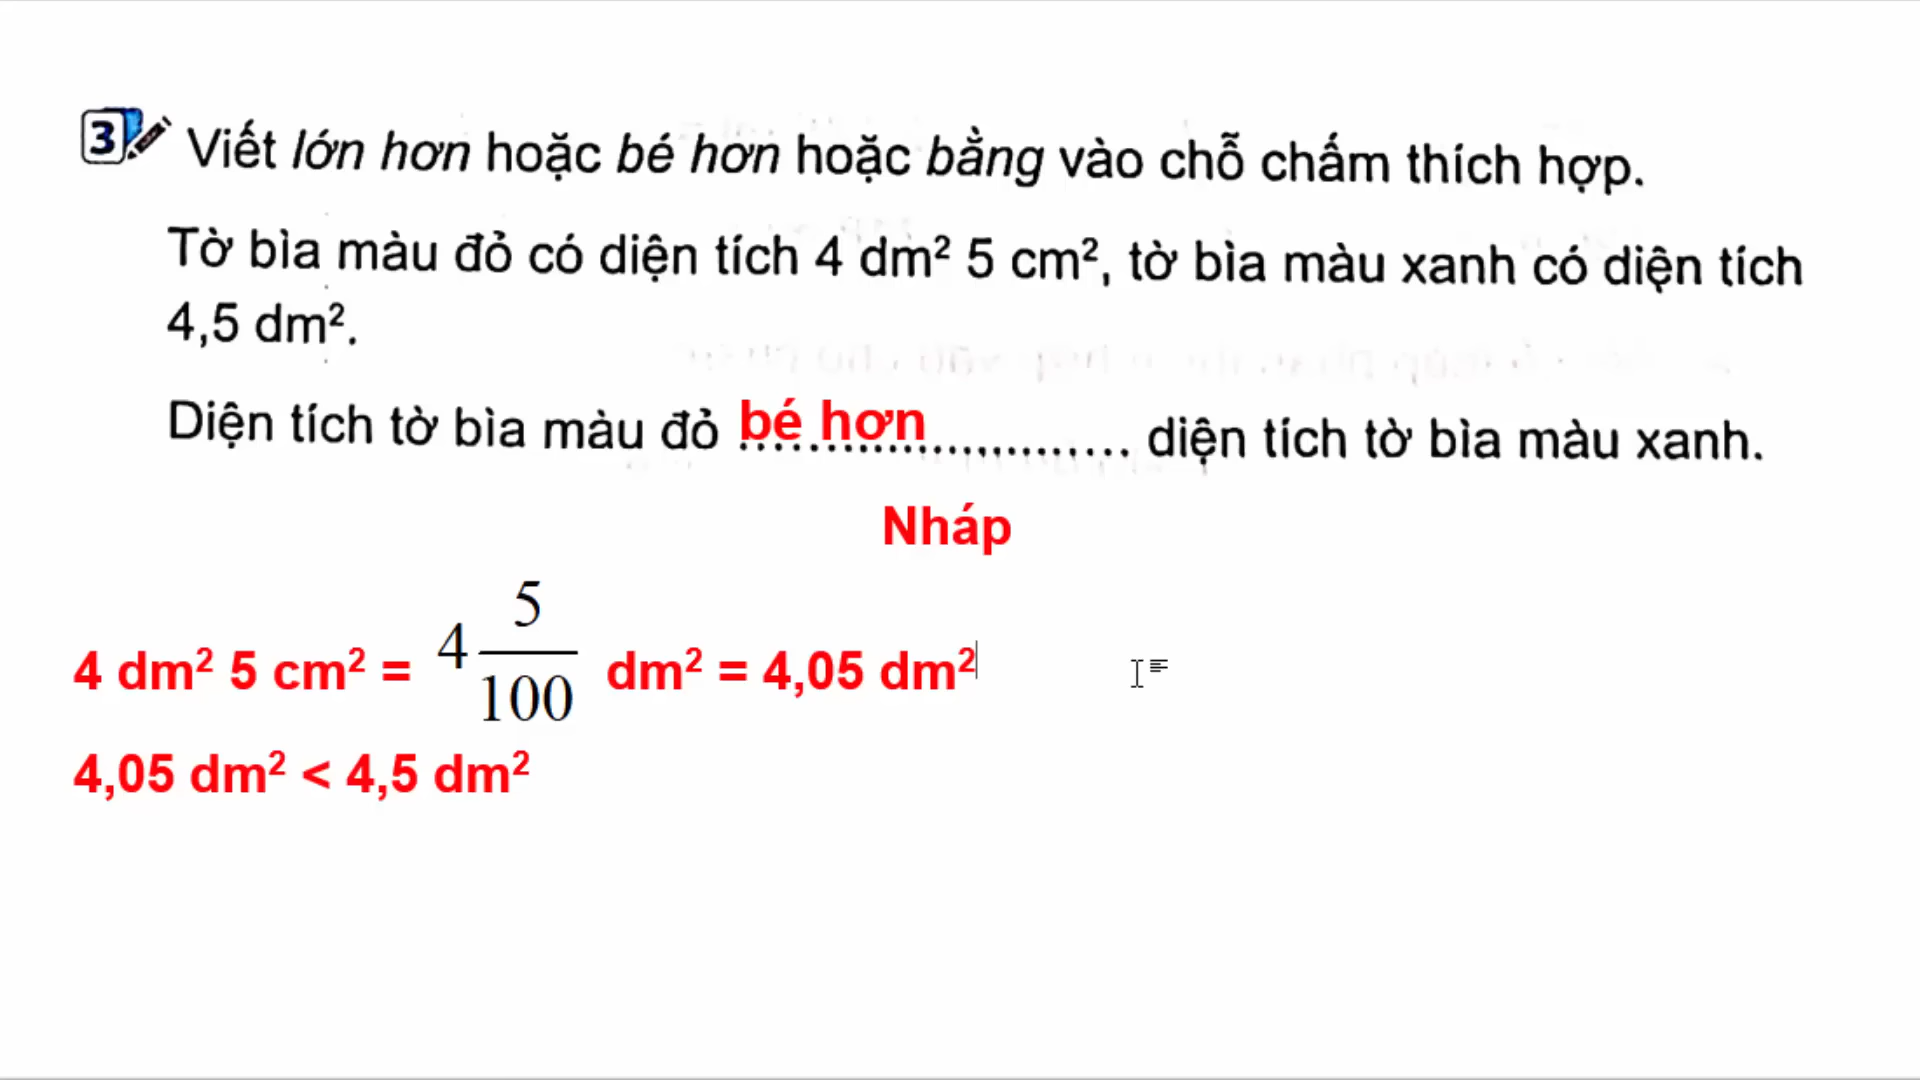 3 Viết lớn hơn hoặc bé hơn hoặc bằng vào chỗ chấm thích hợp.
Tờ bìa màu đỏ có diện tích 4 dm² 5 cm², tờ bìa màu xanh có diện tích
4,5 dm².
Diện tích tờ bìa màu đỏ bé hơn .......................... diện tích tờ bìa màu xanh.
Nháp
4 dm² 5 cm² = 4 5/100 dm² = 4,05 dm²
4,05 dm² < 4,5 dm²